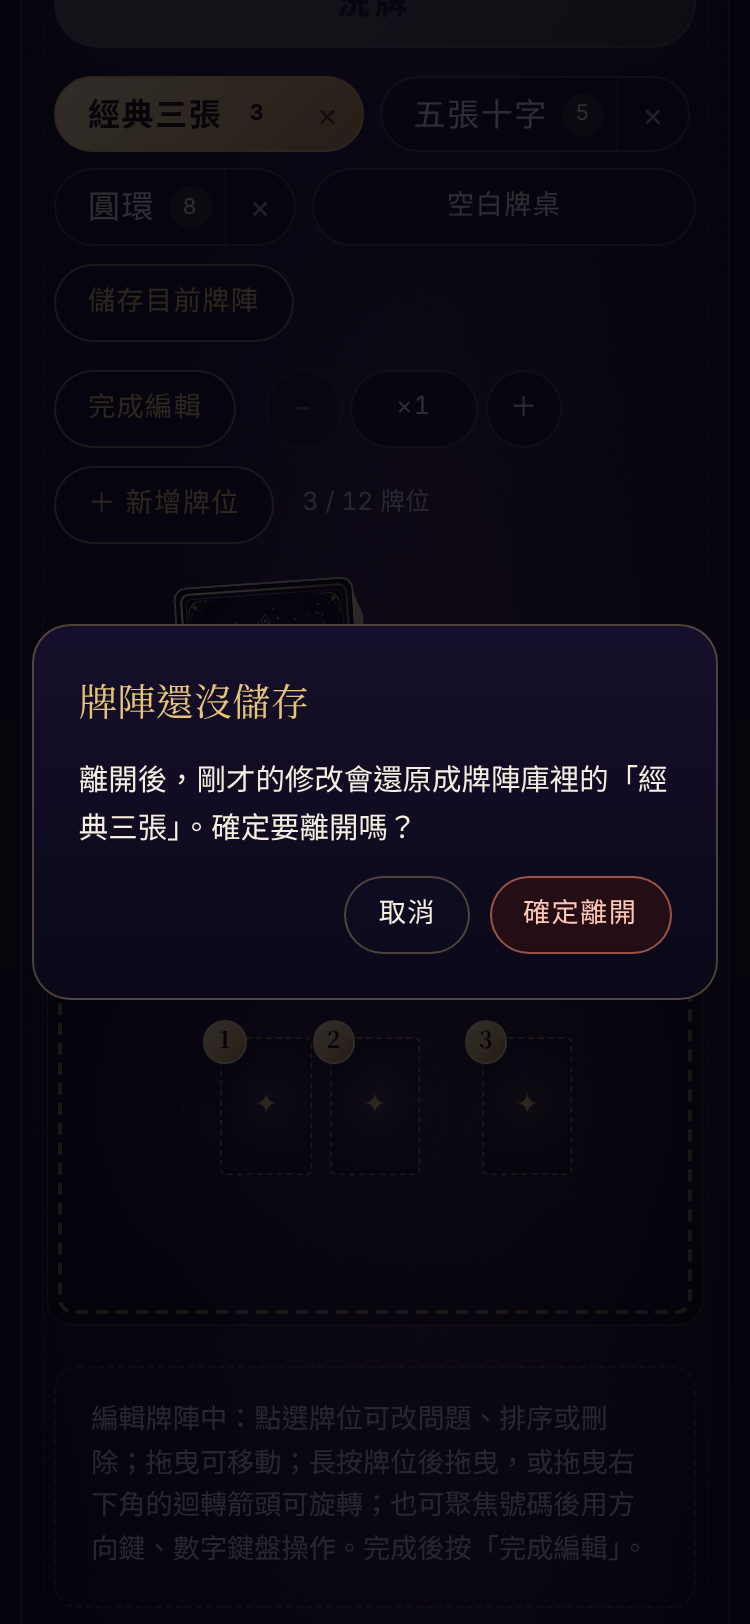 洗牌
經典三張 3 ×
五張十字 5 ×
圓環 8 ×
空白牌桌
儲存目前牌陣
完成編輯
−
×1
＋
＋ 新增牌位
3 / 12 牌位
牌陣還沒儲存
離開後，剛才的修改會還原成牌陣庫裡的「經
典三張」。確定要離開嗎？
取消
確定離開
1
2
3
編輯牌陣中：點選牌位可改問題、排序或刪
除；拖曳可移動；長按牌位後拖曳，或拖曳右
下角的迴轉箭頭可旋轉；也可聚焦號碼後用方
向鍵、數字鍵盤操作。完成後按「完成編輯」。